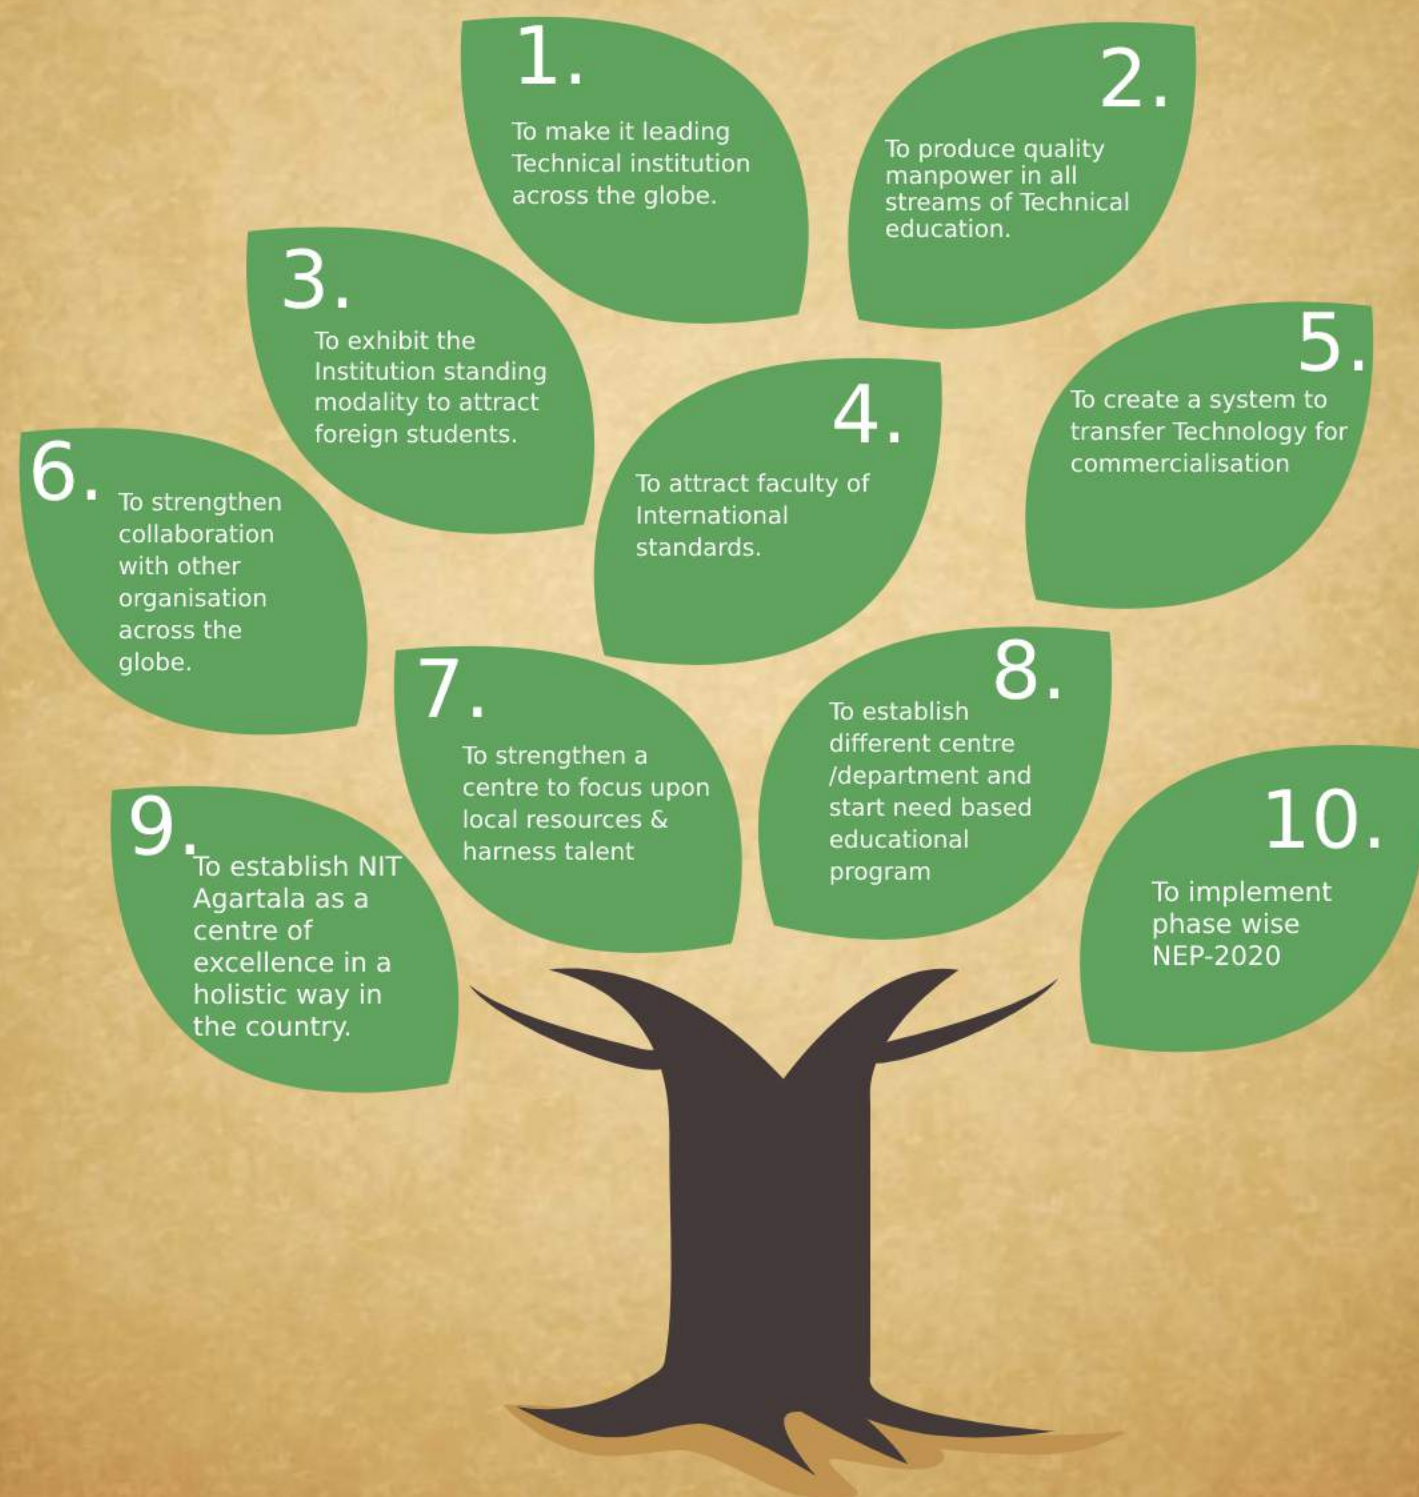 1.
To make it leading
Technical institution
across the globe.
2.
To produce quality
manpower in all
streams of Technical
education.
3.
To exhibit the
Institution standing
modality to attract
foreign students.
4.
To attract faculty of
International
standards.
5.
To create a system to
transfer Technology for
commercialisation
6.
To strengthen
collaboration
with other
organisation
across the
globe.
7.
To strengthen a
centre to focus upon
local resources &
harness talent
8.
To establish
different centre
/department and
start need based
educational
program
9.
To establish NIT
Agartala as a
centre of
excellence in a
holistic way in
the country.
10.
To implement
phase wise
NEP-2020